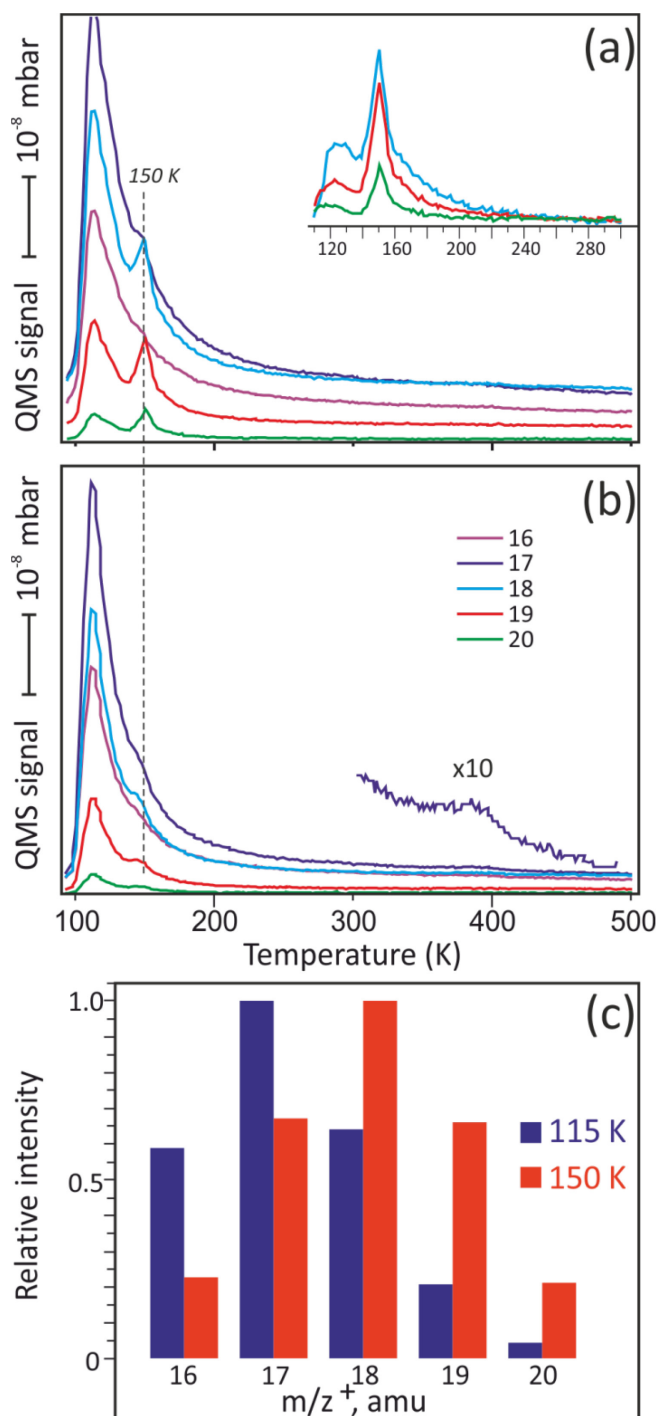 (a)
QMS signal ⊢⊣ 10⁻⁸ mbar
150 K
120 160 200 240 280
(b)
QMS signal ⊢⊣ 10⁻⁸ mbar
16
17
18
19
20
x10
100 200 300 400 500
Temperature (K)
(c)
Relative intensity
1.0
0.5
0
115 K
150 K
16 17 18 19 20
m/z⁺, amu